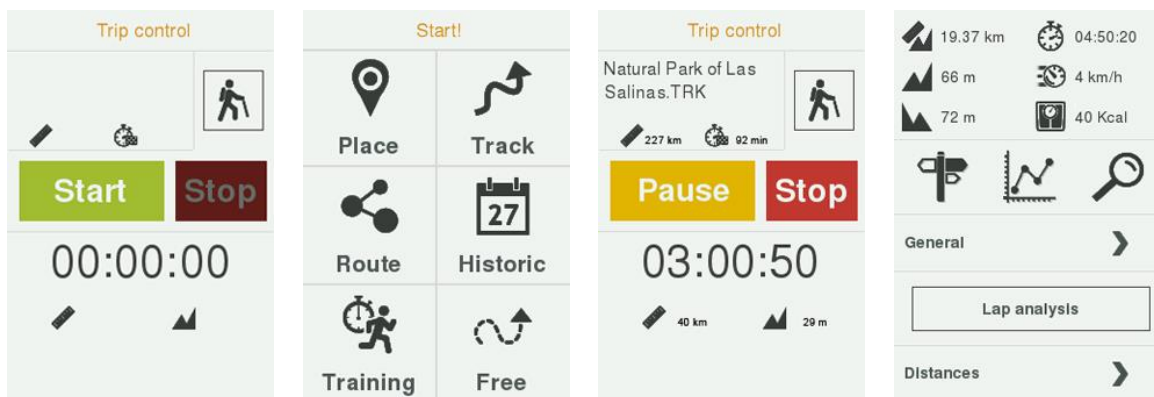 Trip control
Start
Stop
00:00:00
Start!
Place
Track
Route
27
Historic
Training
Free
Trip control
Natural Park of Las
Salinas.TRK
227 km
92 min
Pause
Stop
03:00:50
40 km
29 m
19.37 km
04:50:20
66 m
4 km/h
72 m
40 Kcal
General
Lap analysis
Distances